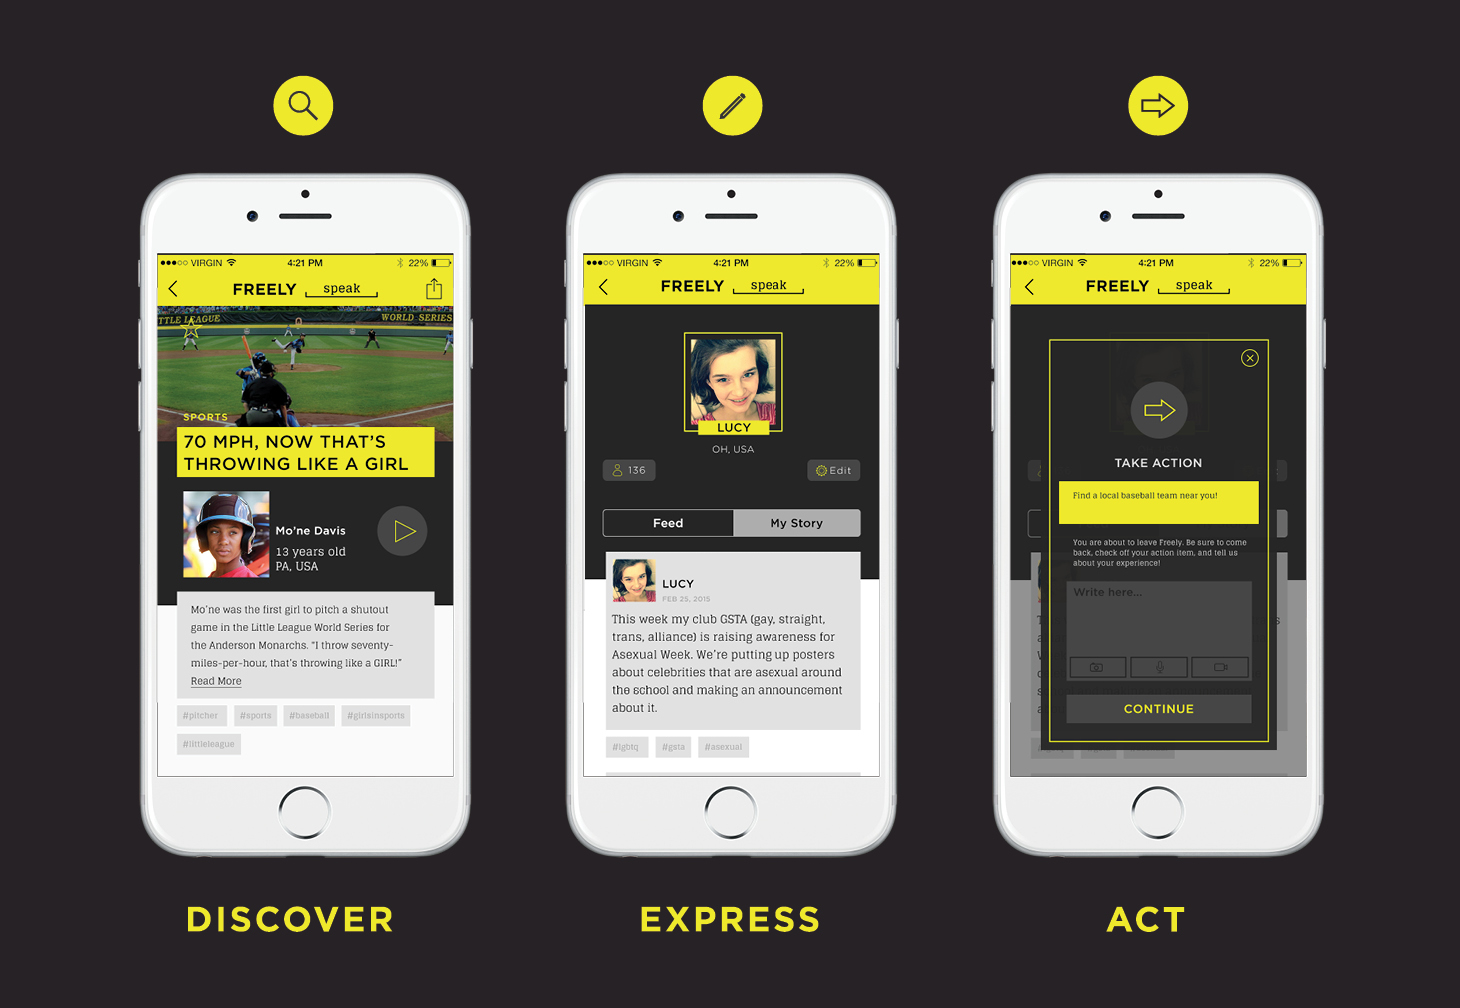 VIRGIN
4:21 PM
22%
FREELY speak
LITTLE LEAGUE
WORLD SERIES
SPORTS
70 MPH, NOW THAT'S
THROWING LIKE A GIRL
Mo'ne Davis
13 years old
PA, USA
Mo'ne was the first girl to pitch a shutout
game in the Little League World Series for
the Anderson Monarchs. "I throw seventy-
miles-per-hour, that's throwing like a GIRL!"
Read More
#pitcher #sports #baseball #girlsinsports
#littleleague
DISCOVER
VIRGIN
4:21 PM
22%
FREELY speak
LUCY
OH, USA
136
Edit
Feed
My Story
LUCY
FEB 25, 2015
This week my club GSTA (gay, straight,
trans, alliance) is raising awareness for
Asexual Week. We're putting up posters
about celebrities that are asexual around
the school and making an announcement
about it.
#lgbtq #gsta #asexual
EXPRESS
VIRGIN
4:21 PM
22%
FREELY speak
TAKE ACTION
Find a local baseball team near you!
You are about to leave Freely. Be sure to come
back, check off your action item, and tell us
about your experience!
Write here...
CONTINUE
ACT